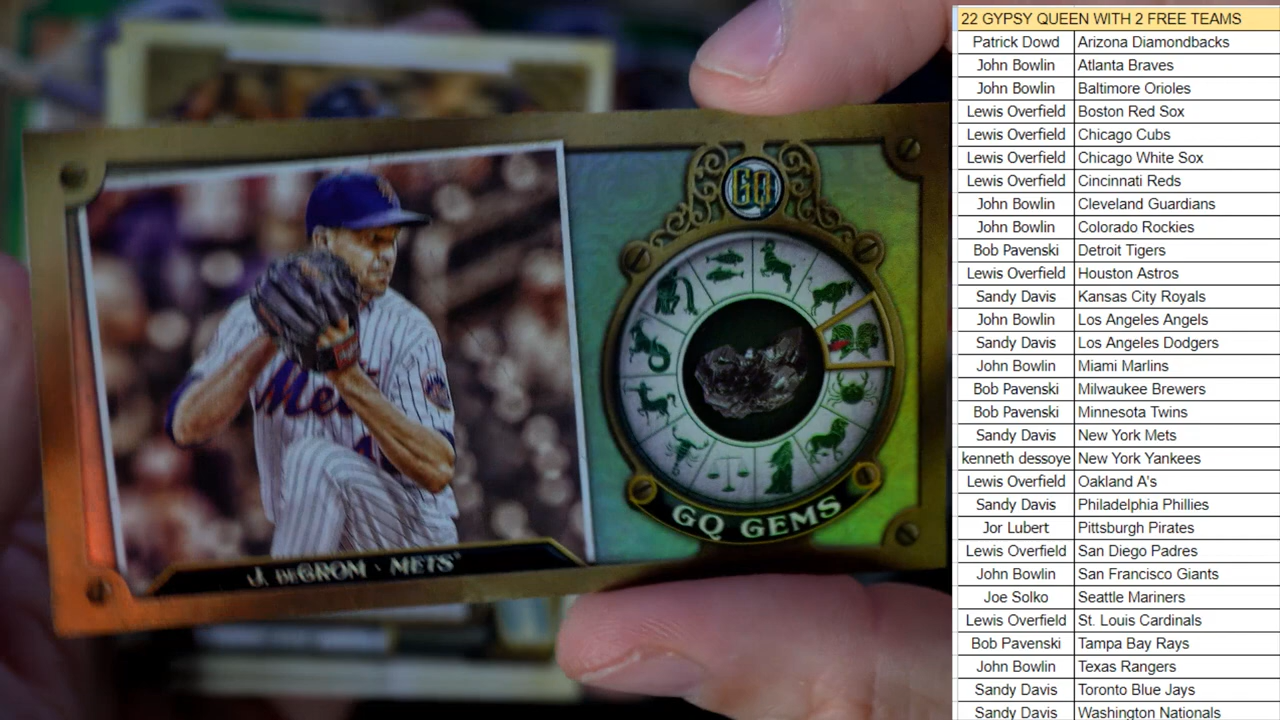 GQ
Mets
GQ GEMS
J. DEGROM · METS
22 GYPSY QUEEN WITH 2 FREE TEAMS
Patrick Dowd Arizona Diamondbacks
John Bowlin Atlanta Braves
John Bowlin Baltimore Orioles
Lewis Overfield Boston Red Sox
Lewis Overfield Chicago Cubs
Lewis Overfield Chicago White Sox
Lewis Overfield Cincinnati Reds
John Bowlin Cleveland Guardians
John Bowlin Colorado Rockies
Bob Pavenski Detroit Tigers
Lewis Overfield Houston Astros
Sandy Davis Kansas City Royals
John Bowlin Los Angeles Angels
Sandy Davis Los Angeles Dodgers
John Bowlin Miami Marlins
Bob Pavenski Milwaukee Brewers
Bob Pavenski Minnesota Twins
Sandy Davis New York Mets
kenneth dessoye New York Yankees
Lewis Overfield Oakland A's
Sandy Davis Philadelphia Phillies
Jor Lubert Pittsburgh Pirates
Lewis Overfield San Diego Padres
John Bowlin San Francisco Giants
Joe Solko Seattle Mariners
Lewis Overfield St. Louis Cardinals
Bob Pavenski Tampa Bay Rays
John Bowlin Texas Rangers
Sandy Davis Toronto Blue Jays
Sandy Davis Washington Nationals